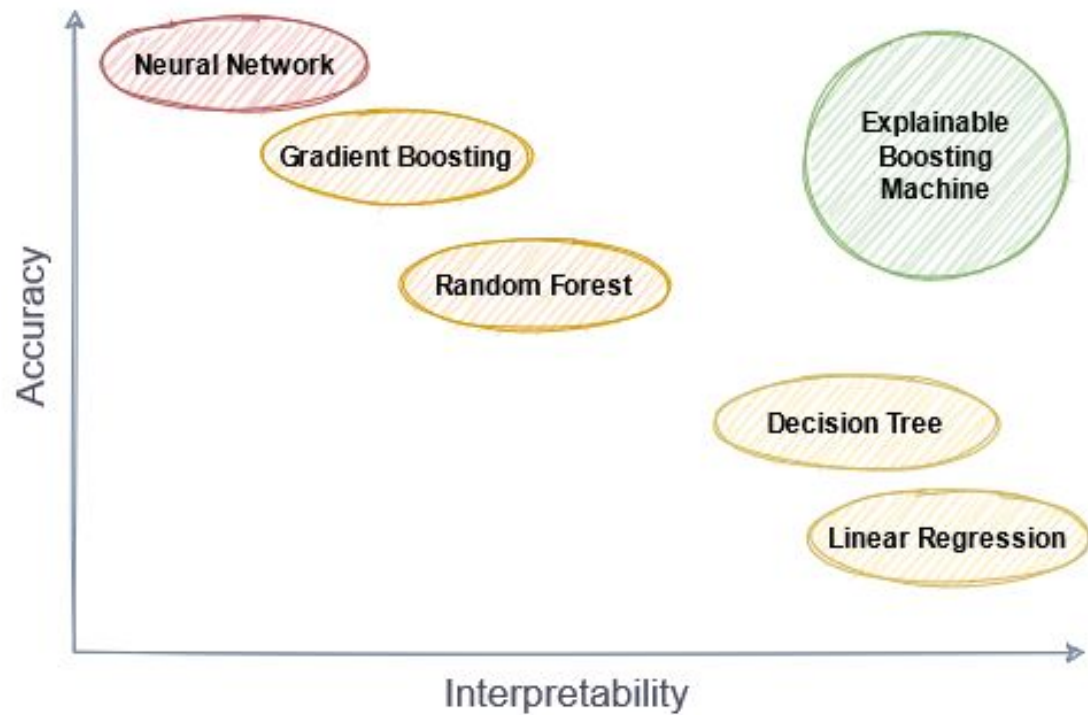 Neural Network
Gradient Boosting
Explainable
Boosting
Machine
Random Forest
Decision Tree
Linear Regression
Accuracy
Interpretability